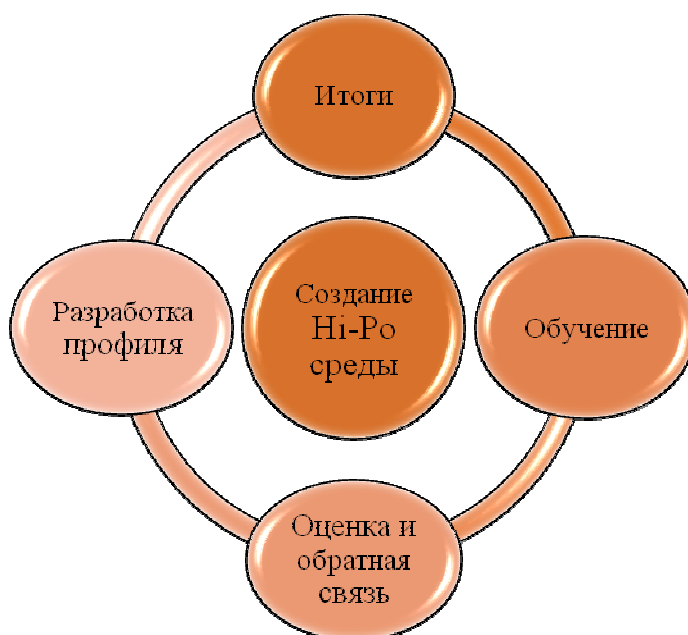 Итоги
Создание
Hi-Po
среды
Разработка
профиля
Обучение
Оценка и
обратная
связь